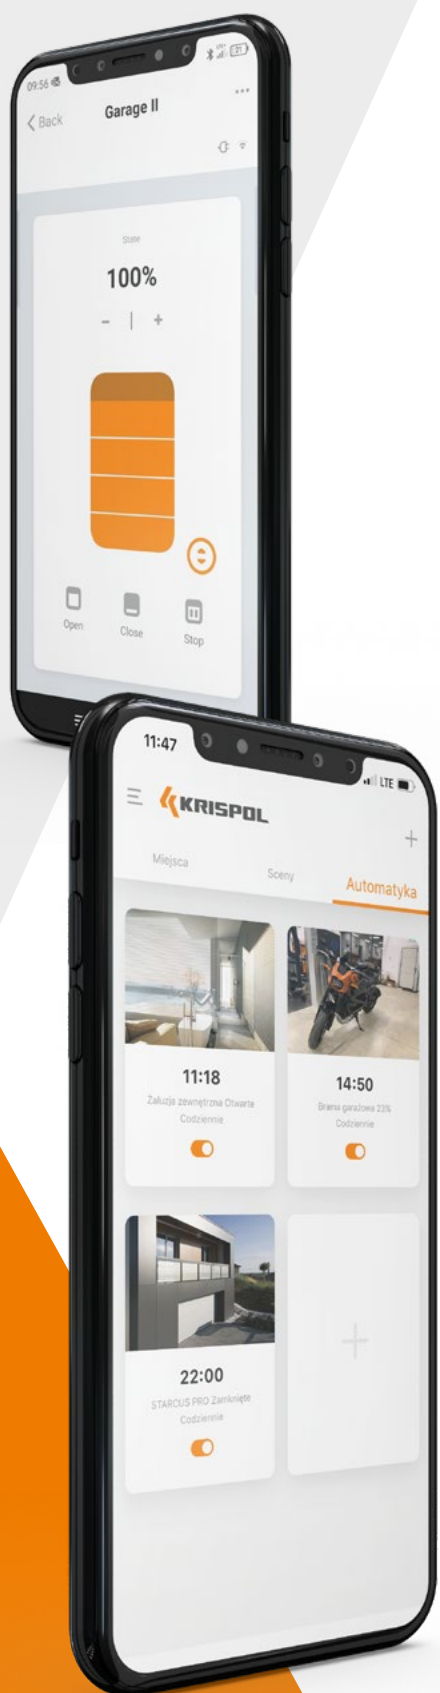 09:56
Back
Garage II
State
100%
Open
Close
Stop
11:47
LTE
KRISPOL
Miejsca
Sceny
Automatyka
11:18
Żaluzja zewnętrzna Otwarte
Codziennie
14:50
Brama garażowa 23%
Codziennie
22:00
STARCUS PRO Zamknięte
Codziennie